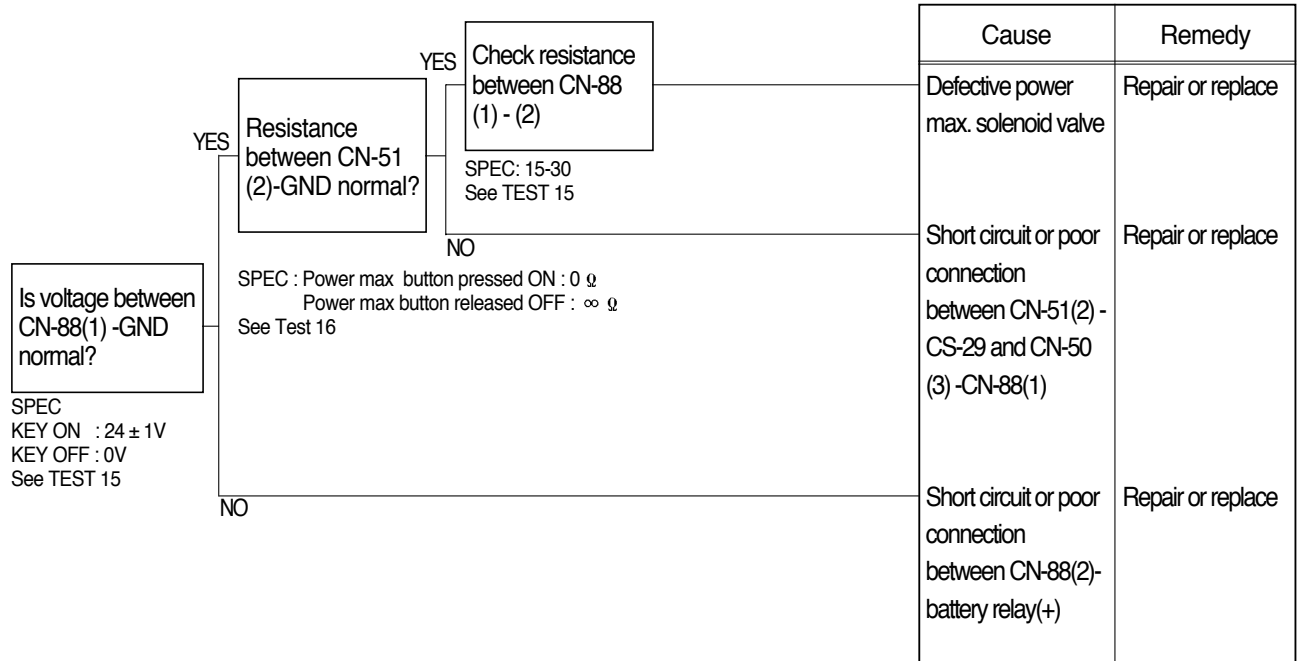 Cause
Remedy
YES
Check resistance
between CN-88
(1) - (2)
SPEC: 15-30
See TEST 15
Defective power
max. solenoid valve
Repair or replace
YES
Resistance
between CN-51
(2)-GND normal?
NO
SPEC : Power max button pressed ON : 0 Ω
Power max button released OFF : ∞ Ω
See Test 16
Short circuit or poor
connection
between CN-51(2) -
CS-29 and CN-50
(3) -CN-88(1)
Repair or replace
Is voltage between
CN-88(1) -GND
normal?
SPEC
KEY ON : 24 ± 1V
KEY OFF : 0V
See TEST 15
NO
Short circuit or poor
connection
between CN-88(2)-
battery relay(+)
Repair or replace